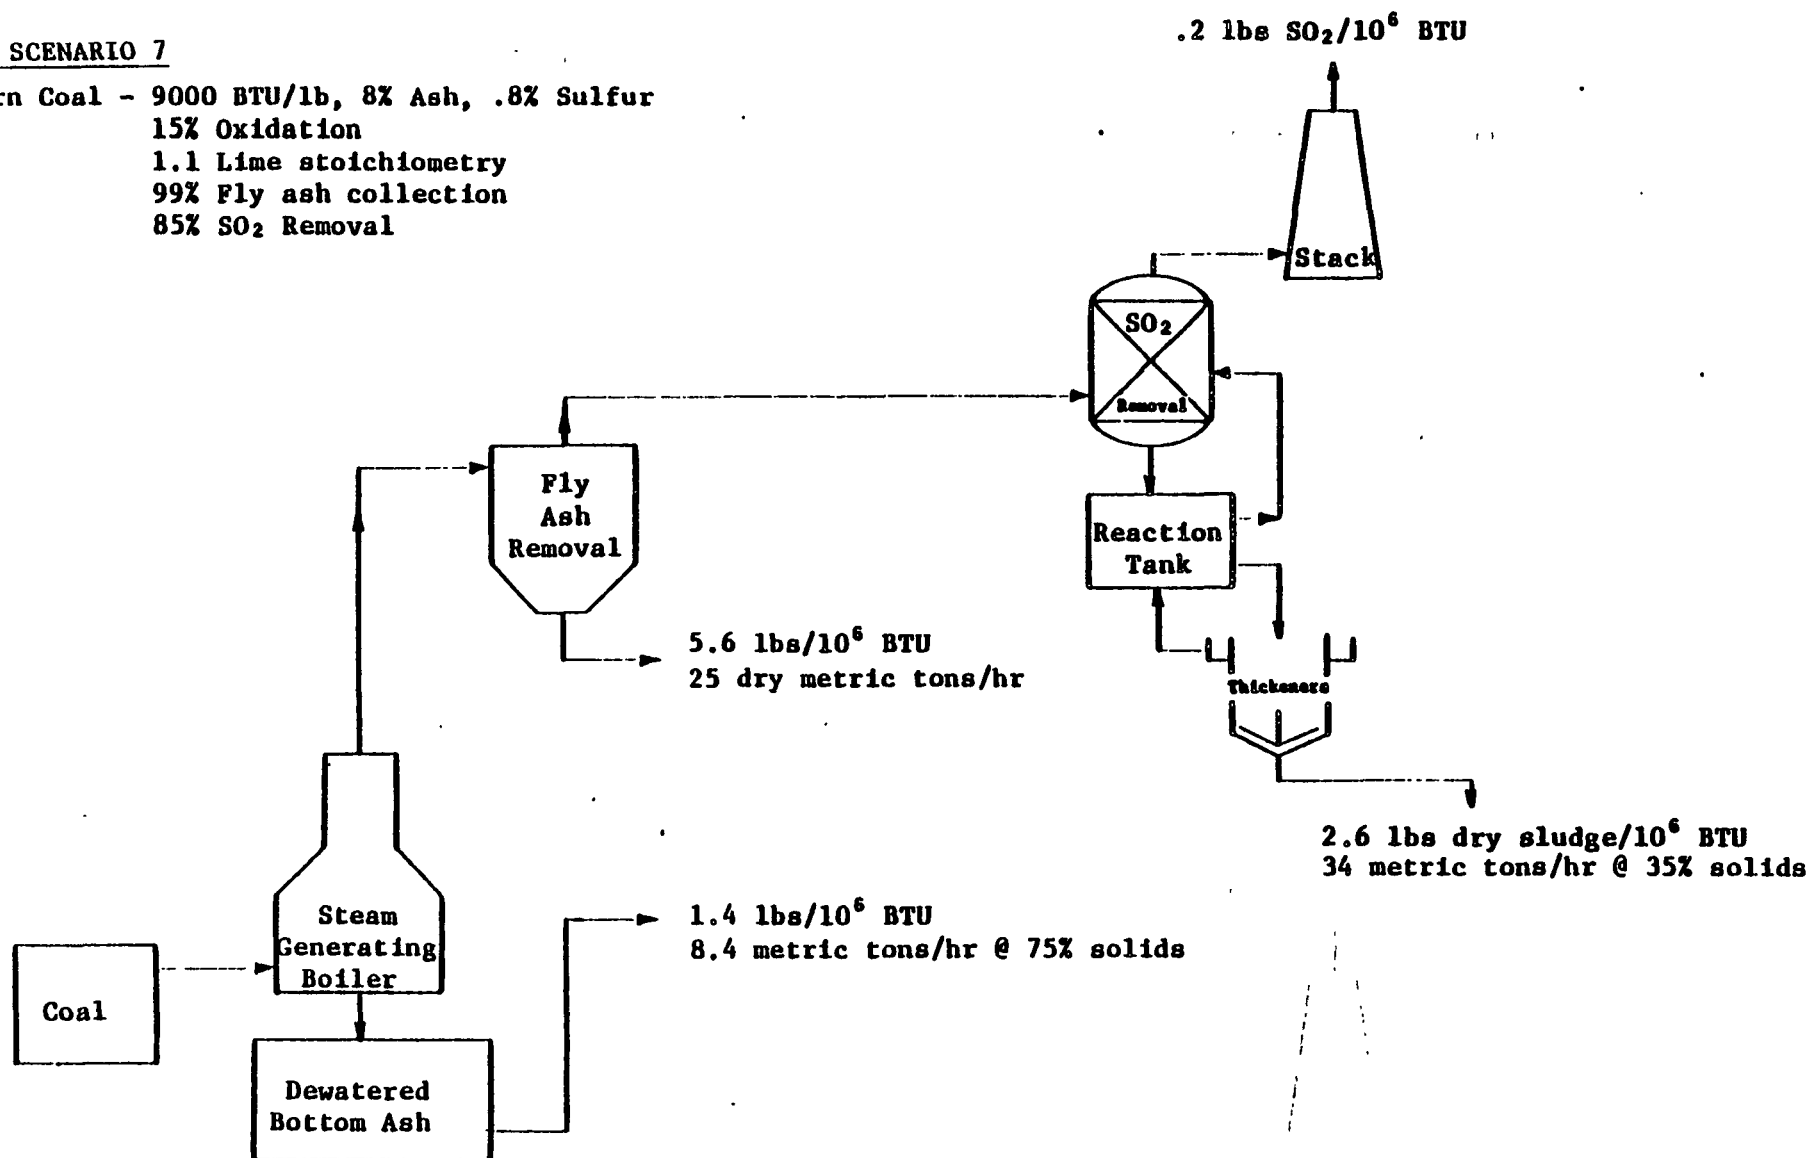 SCENARIO 7
rn Coal - 9000 BTU/lb, 8% Ash, .8% Sulfur
15% Oxidation
1.1 Lime stoichiometry
99% Fly ash collection
85% SO₂ Removal
.2 lbs SO₂/10⁶ BTU
Stack
SO₂
Removal
Fly
Ash
Removal
Reaction
Tank
5.6 lbs/10⁶ BTU
25 dry metric tons/hr
Thickeners
2.6 lbs dry sludge/10⁶ BTU
34 metric tons/hr @ 35% solids
1.4 lbs/10⁶ BTU
8.4 metric tons/hr @ 75% solids
Steam
Generating
Boiler
Coal
Dewatered
Bottom Ash